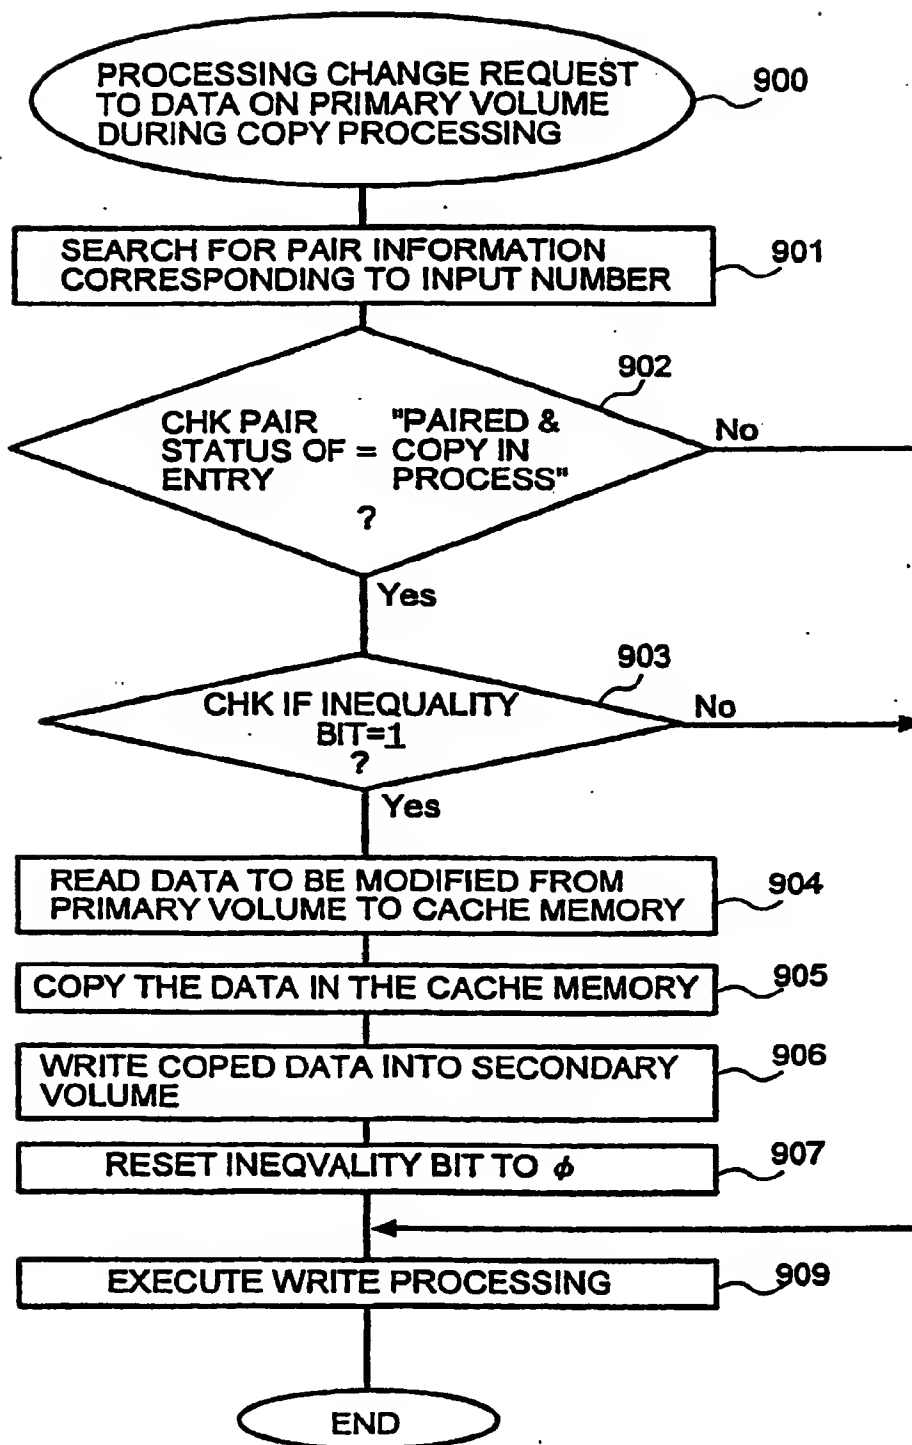 PROCESSING CHANGE REQUEST
TO DATA ON PRIMARY VOLUME
DURING COPY PROCESSING
900
SEARCH FOR PAIR INFORMATION
CORRESPONDING TO INPUT NUMBER
901
902
CHK PAIR "PAIRED &
STATUS OF = COPY IN
ENTRY PROCESS"
?
No
Yes
903
CHK IF INEQUALITY
BIT=1
?
No
Yes
READ DATA TO BE MODIFIED FROM
PRIMARY VOLUME TO CACHE MEMORY
904
COPY THE DATA IN THE CACHE MEMORY
905
WRITE COPED DATA INTO SECONDARY
VOLUME
906
RESET INEQVALITY BIT TO ϕ
907
EXECUTE WRITE PROCESSING
909
END